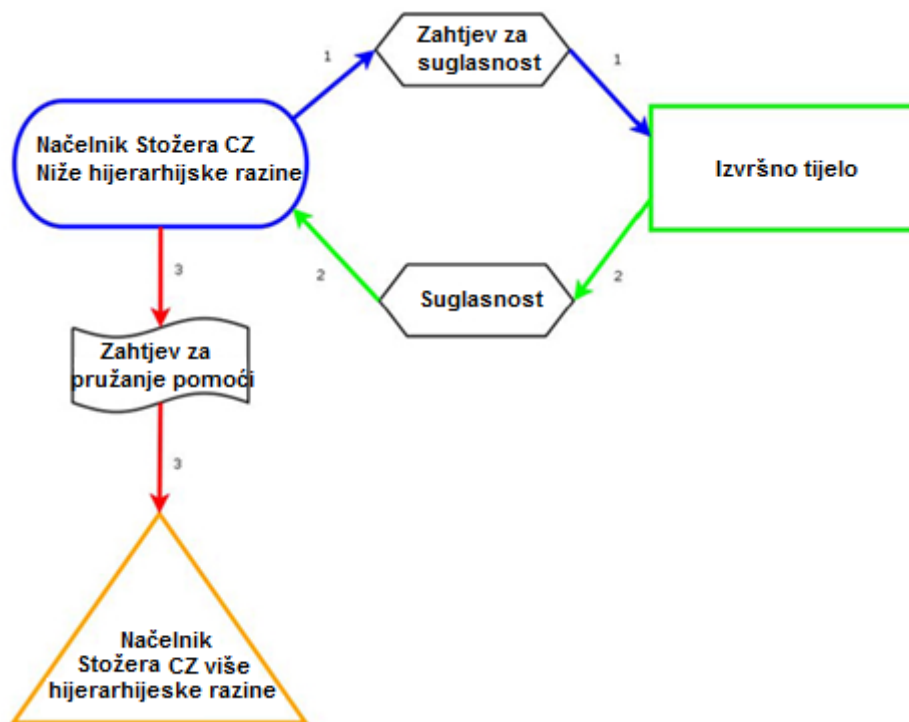 Zahtjev za
suglasnost
1
1
Načelnik Stožera CZ
Niže hijerarhijske razine
Izvršno tijelo
2
Suglasnost
2
3
Zahtjev za
pružanje pomoći
3
Načelnik
Stožera CZ više
hijerarhijeske razine